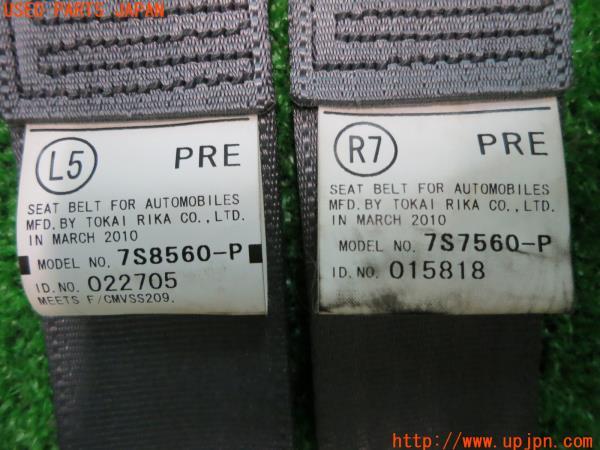 USED PARTS JAPAN
L5 PRE
SEAT BELT FOR AUTOMOBILES
MFD. BY TOKAI RIKA CO., LTD.
IN MARCH 2010
MODEL NO. 7S8560-P
ID. NO. 022705
MEETS F/CMVSS209.
R7 PRE
SEAT BELT FOR AUTOMOBILES
MFD. BY TOKAI RIKA CO., LTD.
IN MARCH 2010
MODEL NO. 7S7560-P
ID. NO. 015818
http://www.upjpn.com/